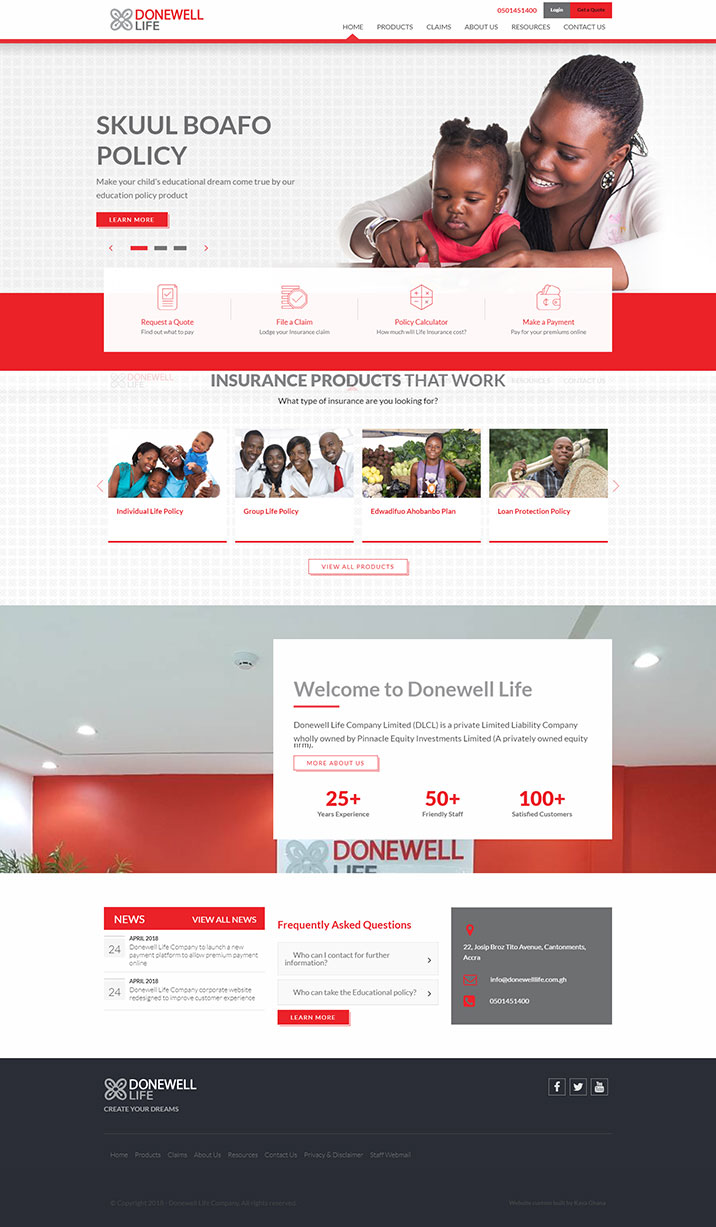 DONEWELL
LIFE
0501451400
Login
Get a Quote
HOME
PRODUCTS
CLAIMS
ABOUT US
RESOURCES
CONTACT US
SKUUL BOAFO
POLICY
Make your child's educational dream come true by our
education policy product
LEARN MORE
Request a Quote
Find out what to pay
File a Claim
Lodge your Insurance claim
Policy Calculator
How much will Life Insurance cost?
Make a Payment
Pay for your premiums online
DONEWELL
LIFE
RESOURCES
CONTACT US
INSURANCE PRODUCTS THAT WORK
What type of insurance are you looking for?
Individual Life Policy
Group Life Policy
Edwadifuo Ahobanbo Plan
Loan Protection Policy
VIEW ALL PRODUCTS
Welcome to Donewell Life
Donewell Life Company Limited (DLCL) is a private Limited Liability Company
wholly owned by Pinnacle Equity Investments Limited (A privately owned equity
firm).
MORE ABOUT US
25+
Years Experience
50+
Friendly Staff
100+
Satisfied Customers
DONEWELL
LIFE
NEWS
VIEW ALL NEWS
24
APRIL 2018
Donewell Life Company to launch a new
payment platform to allow premium payment
online
24
APRIL 2018
Donewell Life Company corporate website
redesigned to improve customer experience
Frequently Asked Questions
Who can I contact for further
information?
Who can take the Educational policy?
LEARN MORE
22, Josip Broz Tito Avenue, Cantonments,
Accra
info@donewelllife.com.gh
0501451400
DONEWELL
LIFE
CREATE YOUR DREAMS
You
Tube
Home
Products
Claims
About Us
Resources
Contact Us
Privacy & Disclaimer
Staff Webmail
© Copyright 2018 - Donewell Life Company. All rights reserved.
Website custom built by Kavis Ghana